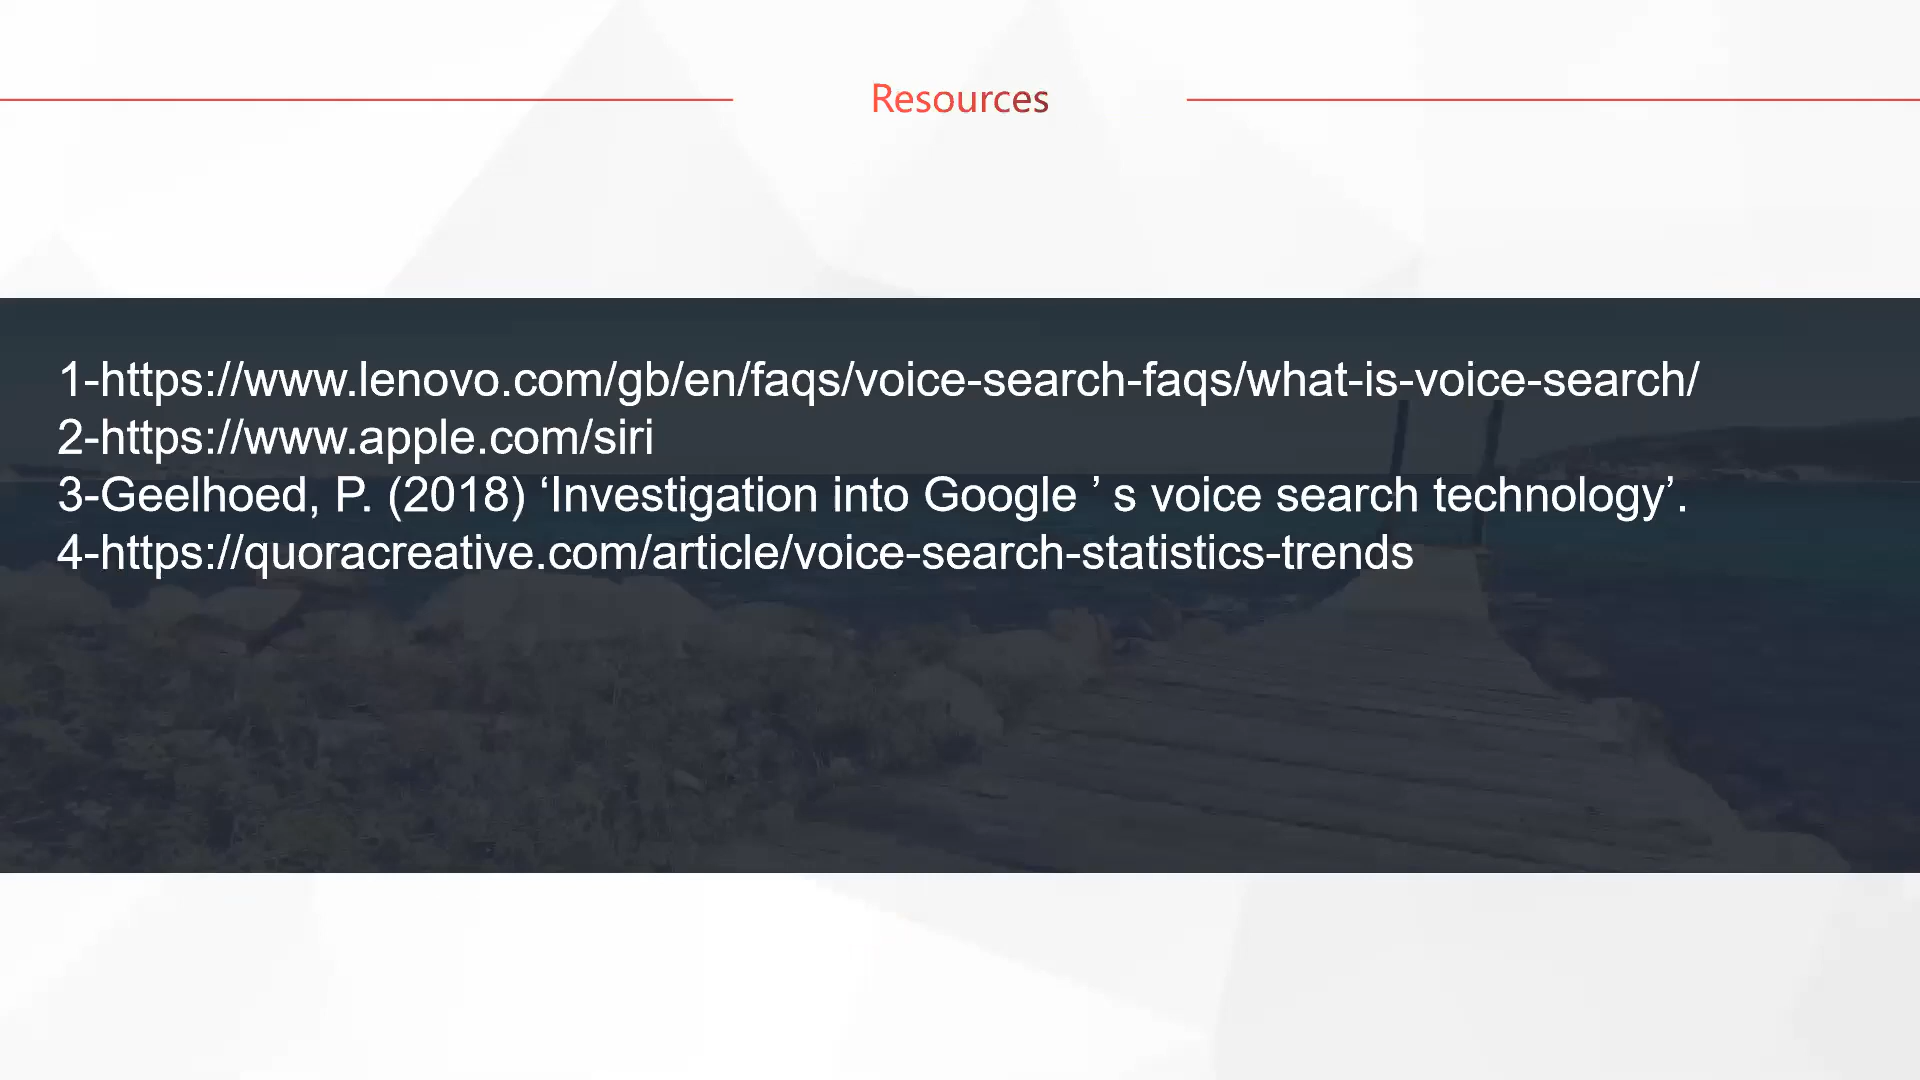 Resources
1-https://www.lenovo.com/gb/en/faqs/voice-search-faqs/what-is-voice-search/
2-https://www.apple.com/siri
3-Geelhoed, P. (2018) ‘Investigation into Google ’ s voice search technology’.
4-https://quoracreative.com/article/voice-search-statistics-trends